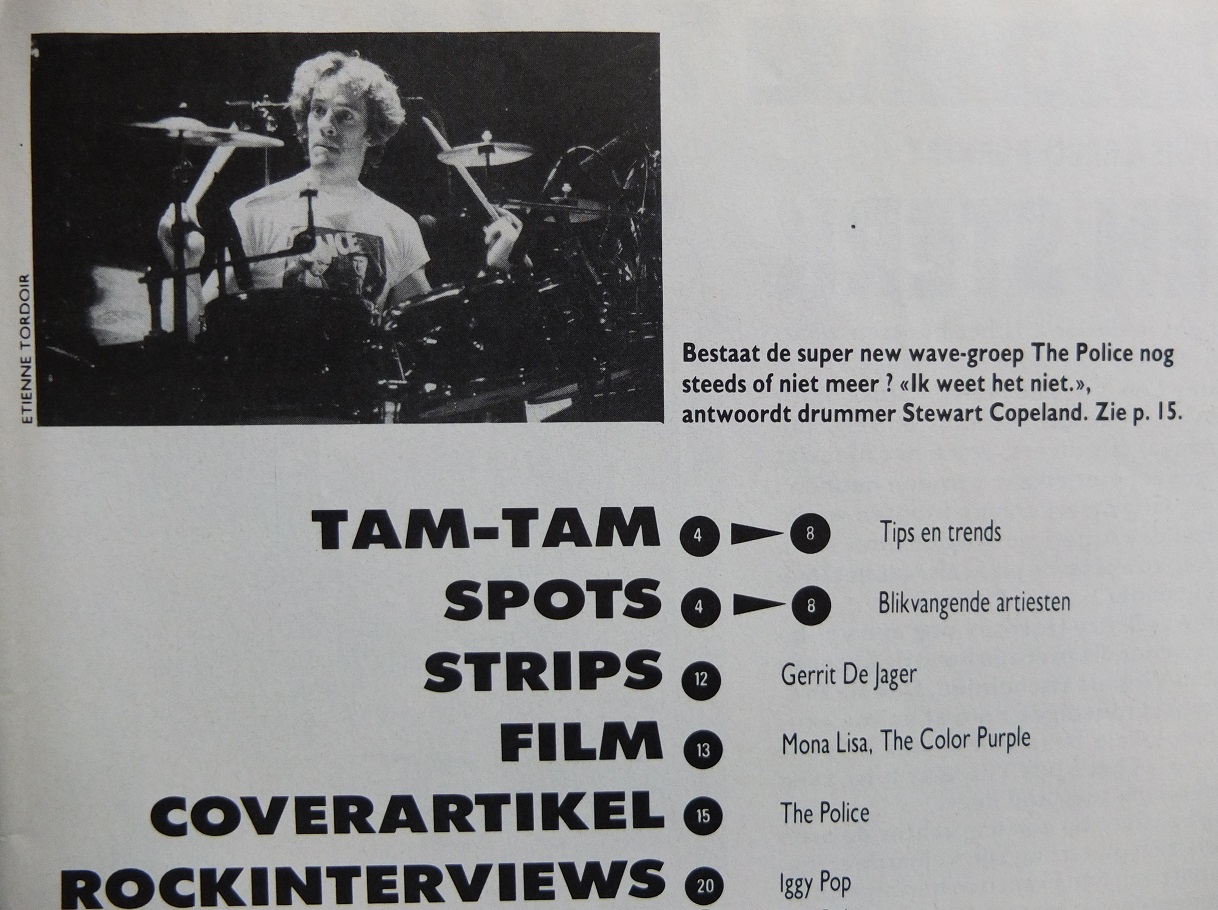 ETIENNE TORDOIR
Bestaat de super new wave-groep The Police nog
steeds of niet meer ? «Ik weet het niet.»,
antwoordt drummer Stewart Copeland. Zie p. 15.
TAM-TAM 4 8 Tips en trends
SPOTS 4 8 Blikvangende artiesten
STRIPS 12 Gerrit De Jager
FILM 13 Mona Lisa, The Color Purple
COVERARTIKEL 15 The Police
ROCKINTERVIEWS 20 Iggy Pop